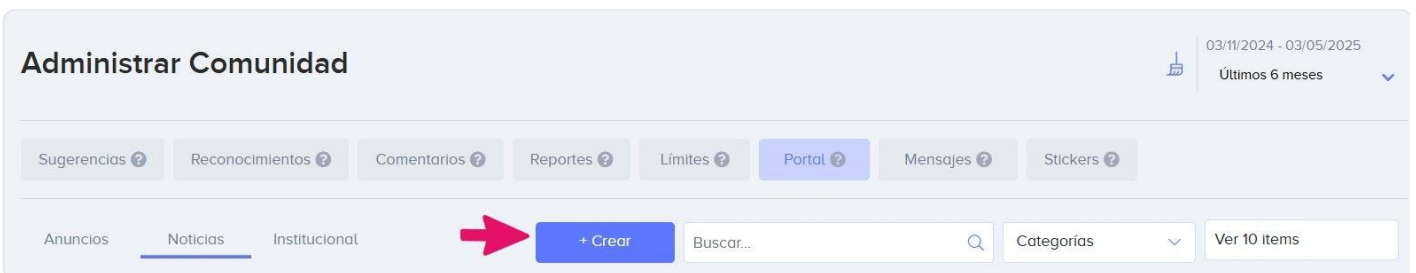 Administrar Comunidad
03/11/2024 - 03/05/2025
Últimos 6 meses
Sugerencias ? Reconocimientos ? Comentarios ? Reportes ? Límites ? Portal ? Mensajes ? Stickers ?
Anuncios Noticias Institucional + Crear Buscar... Categorías Ver 10 items